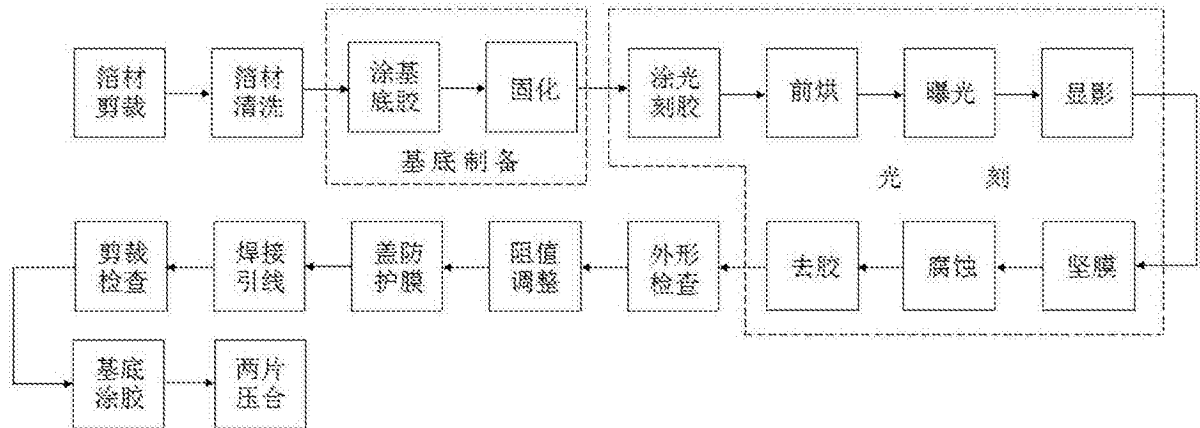 箔材
剪裁
箔材
清洗
涂基
底胶
固化
基底制备
涂光
刻胶
前烘
曝光
显影
光刻
坚膜
腐蚀
去胶
外形
检查
阻值
调整
盖防
护膜
焊接
引线
剪裁
检查
基底
涂胶
两片
压合